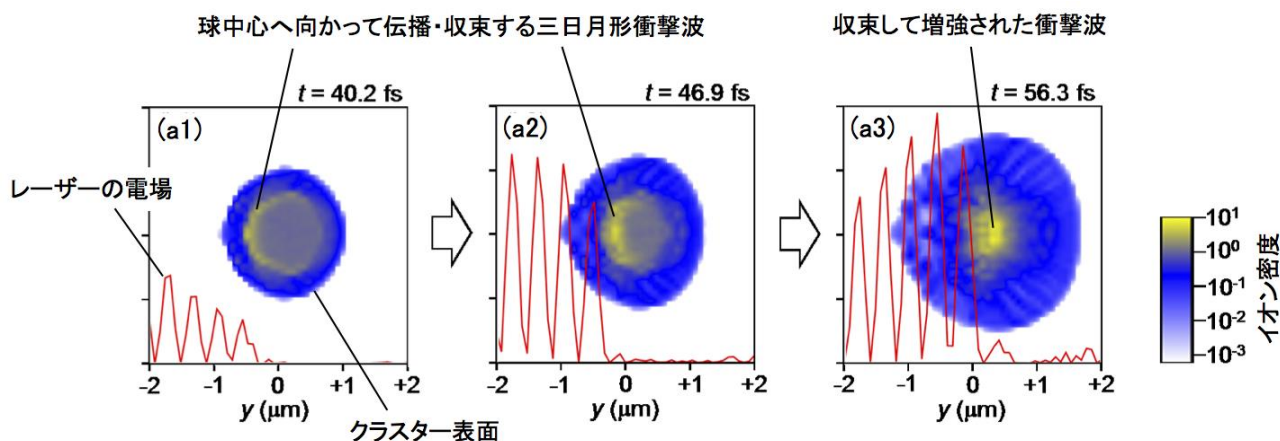 球中心へ向かって伝播・収束する三日月形衝撃波
収束して増強された衝撃波
t = 40.2 fs
t = 46.9 fs
t = 56.3 fs
(a1)
(a2)
(a3)
レーザーの電場
10¹
10⁰
10⁻¹
10⁻²
10⁻³
イオン密度
−2 −1 0 +1 +2
−2 −1 0 +1 +2
−2 −1 0 +1 +2
y (μm)
y (μm)
y (μm)
クラスター表面